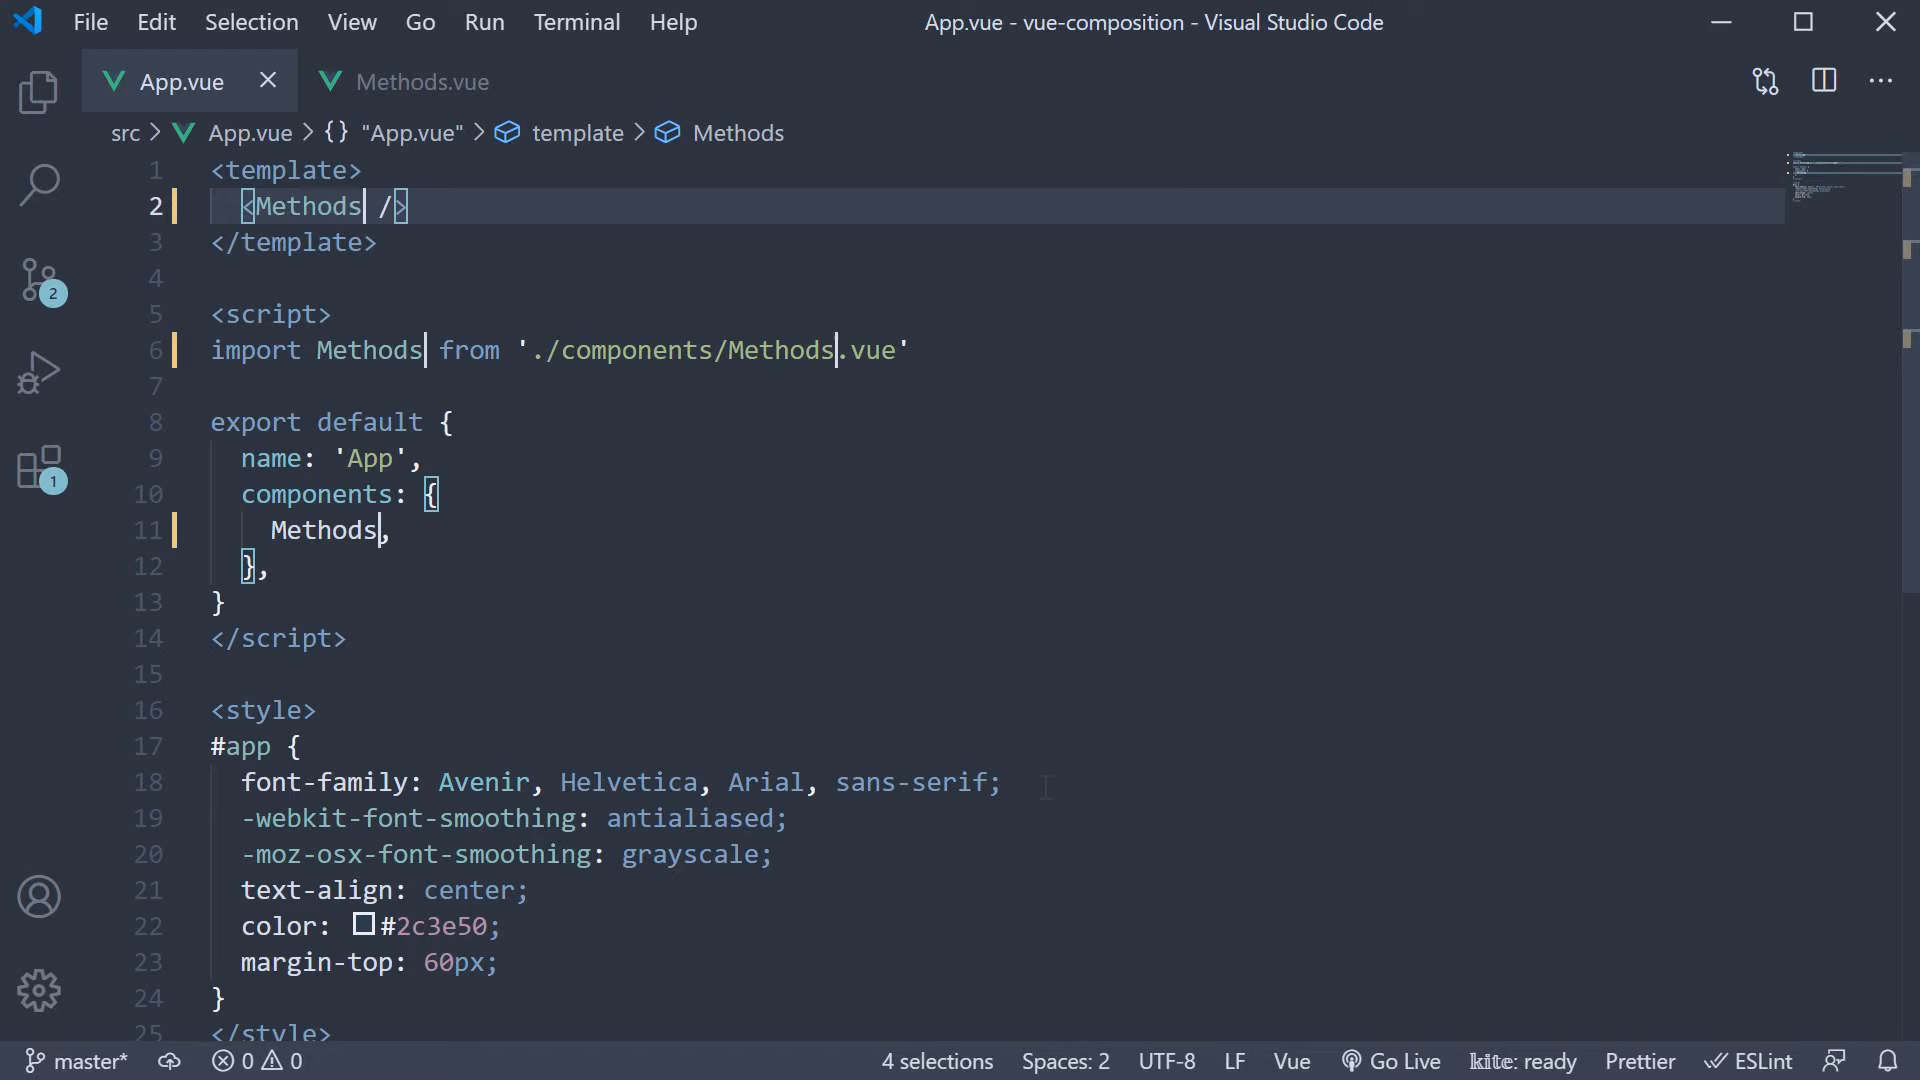 File Edit Selection View Go Run Terminal Help App.vue - vue-composition - Visual Studio Code
App.vue Methods.vue
src > App.vue > {} "App.vue" > template > Methods
1 <template>
2 <Methods />
3 </template>
4
5 <script>
6 import Methods from './components/Methods.vue'
7
8 export default {
9 name: 'App',
10 components: {
11 Methods,
12 },
13 }
14 </script>
15
16 <style>
17 #app {
18 font-family: Avenir, Helvetica, Arial, sans-serif;
19 -webkit-font-smoothing: antialiased;
20 -moz-osx-font-smoothing: grayscale;
21 text-align: center;
22 color: #2c3e50;
23 margin-top: 60px;
24 }
25 </style>
2
1
master* 0 0 4 selections Spaces: 2 UTF-8 LF Vue Go Live kite: ready Prettier ESLint